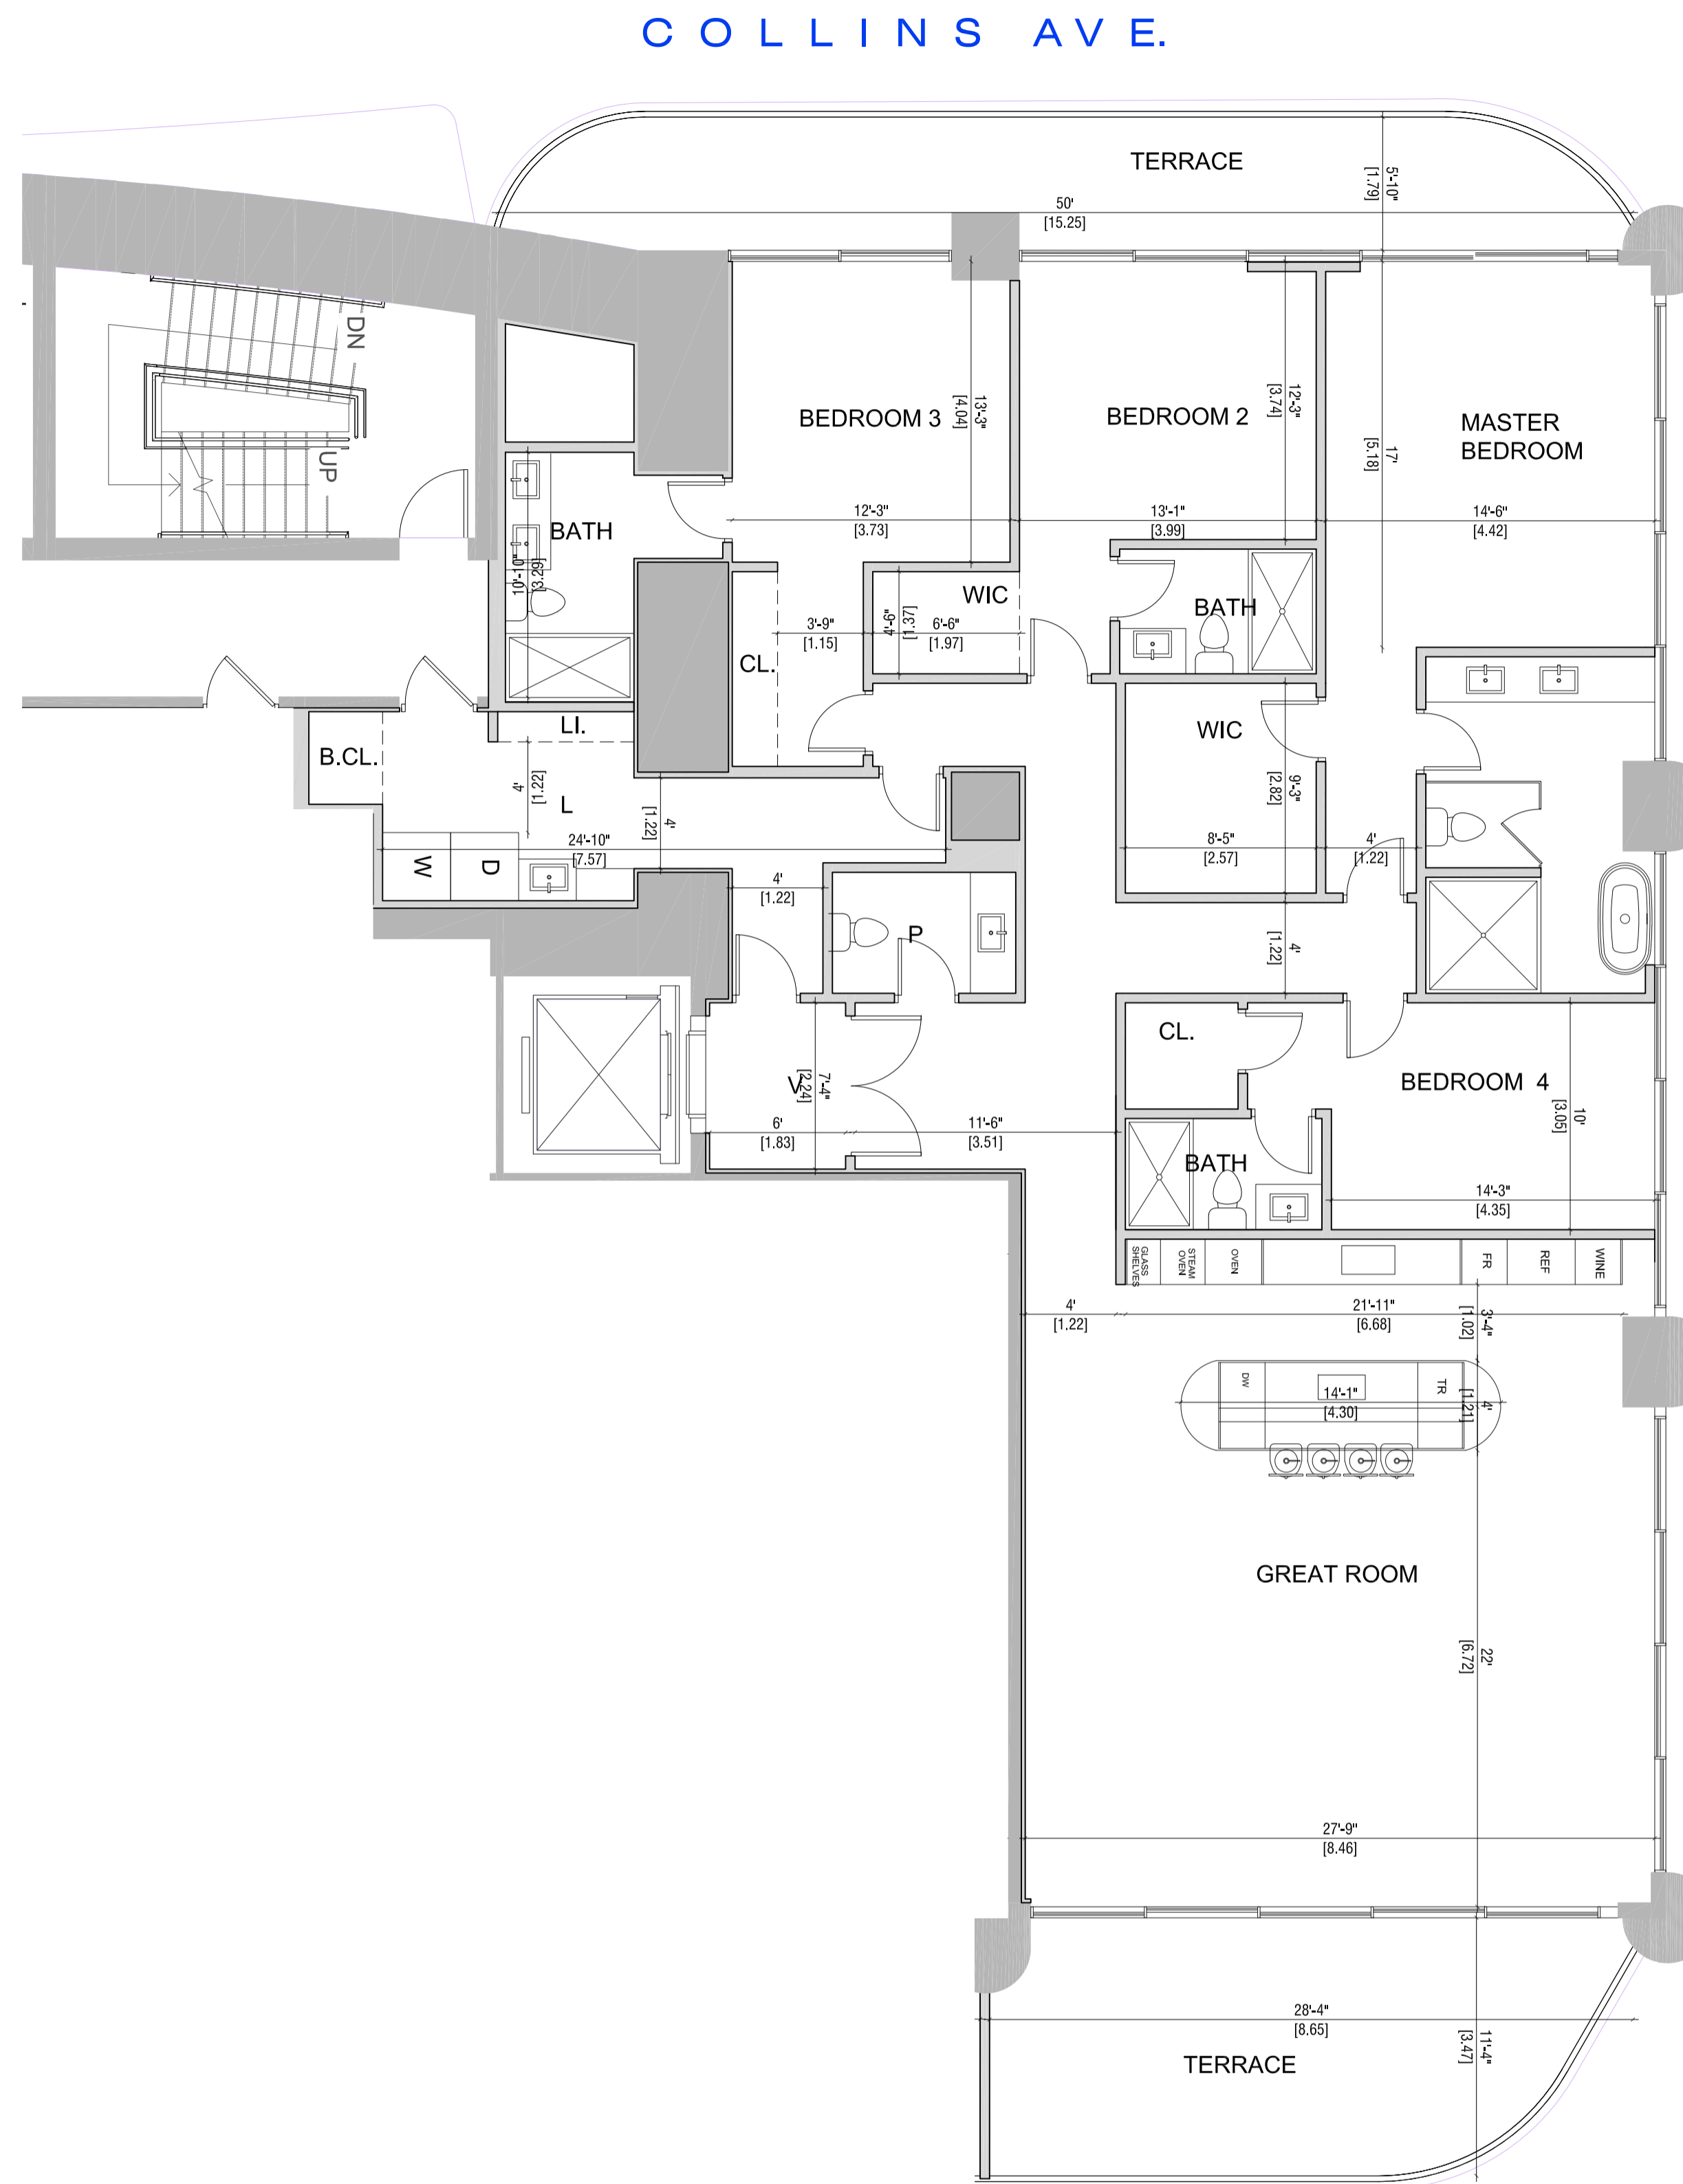 COLLINS AVE.
TERRACE
5'-10"
[1.79]
50'
[15.25]
DN
UP
BEDROOM 3
13'-3"
[4.04]
BEDROOM 2
12'-3"
[3.74]
MASTER
BEDROOM
17'
[5.18]
12'-3"
[3.73]
13'-1"
[3.99]
14'-6"
[4.42]
BATH
10'-10"
[3.29]
WIC
4'-6"
[1.37]
6'-6"
[1.97]
3'-9"
[1.15]
CL.
BATH
WIC
9'-3"
[2.82]
8'-5"
[2.57]
4'
[1.22]
LI.
B.CL.
4'
[1.22]
L
4'
[1.22]
24'-10"
[7.57]
W
D
4'
[1.22]
P
4'
[1.22]
V
7'-4"
[2.24]
6'
[1.83]
11'-6"
[3.51]
CL.
BEDROOM 4
10'
[3.05]
BATH
14'-3"
[4.35]
GLASS
SHELVES
STEAM
OVEN
OVEN
FR
REF
WINE
4'
[1.22]
21'-11"
[6.68]
3'-4"
[1.02]
DW
14'-1"
[4.30]
TR
4'
[1.21]
GREAT ROOM
22'
[6.72]
27'-9"
[8.46]
28'-4"
[8.65]
11'-4"
[3.47]
TERRACE